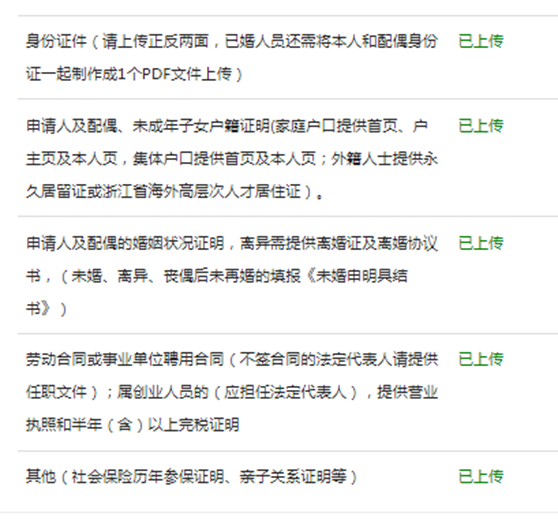 身份证件（请上传正反两面，已婚人员还需将本人和配偶身份 已上传
证一起制作成1个PDF文件上传）
申请人及配偶、未成年子女户籍证明(家庭户口提供首页、户 已上传
主页及本人页，集体户口提供首页及本人页；外籍人士提供永
久居留证或浙江省海外高层次人才居住证）。
申请人及配偶的婚姻状况证明，离异需提供离婚证及离婚协议 已上传
书，（未婚、离异、丧偶后未再婚的填报《未婚申明具结
书》）
劳动合同或事业单位聘用合同（不签合同的法定代表人请提供 已上传
任职文件）；属创业人员的（应担任法定代表人），提供营业
执照和半年（含）以上完税证明
其他（社会保险历年参保证明、亲子关系证明等） 已上传